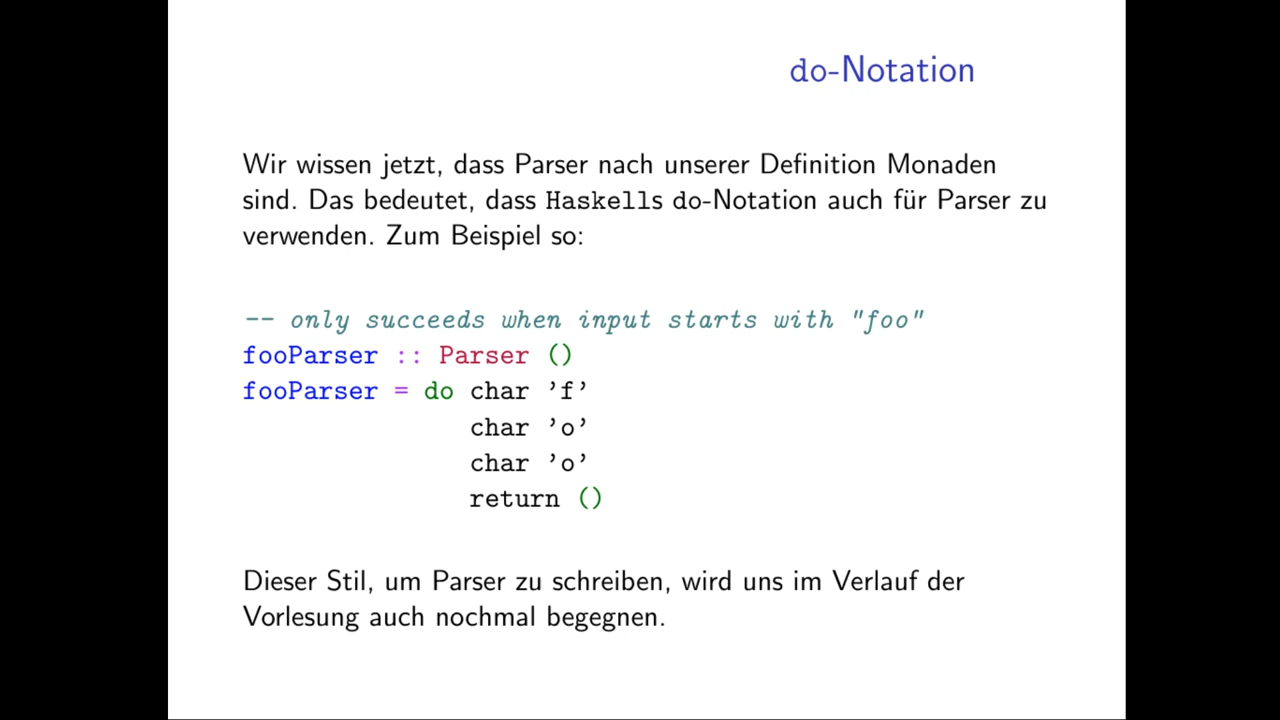 do-Notation
Wir wissen jetzt, dass Parser nach unserer Definition Monaden
sind. Das bedeutet, dass Haskells do-Notation auch für Parser zu
verwenden. Zum Beispiel so:
-- only succeeds when input starts with "foo"
fooParser :: Parser ()
fooParser = do char ’f’
char ’o’
char ’o’
return ()
Dieser Stil, um Parser zu schreiben, wird uns im Verlauf der
Vorlesung auch nochmal begegnen.